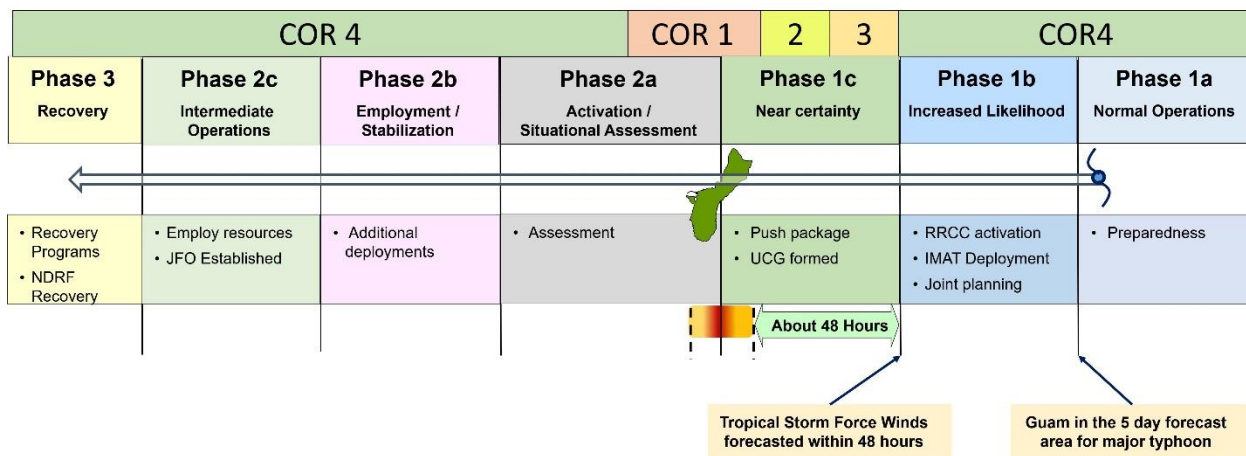 COR 4
COR 1
2
3
COR4
Phase 3
Recovery
Phase 2c
Intermediate
Operations
Phase 2b
Employment /
Stabilization
Phase 2a
Activation /
Situational Assessment
Phase 1c
Near certainty
Phase 1b
Increased Likelihood
Phase 1a
Normal Operations
• Recovery
Programs
• NDRF
Recovery
• Employ resources
• JFO Established
• Additional
deployments
• Assessment
• Push package
• UCG formed
• RRCC activation
• IMAT Deployment
• Joint planning
• Preparedness
About 48 Hours
Tropical Storm Force Winds
forecasted within 48 hours
Guam in the 5 day forecast
area for major typhoon